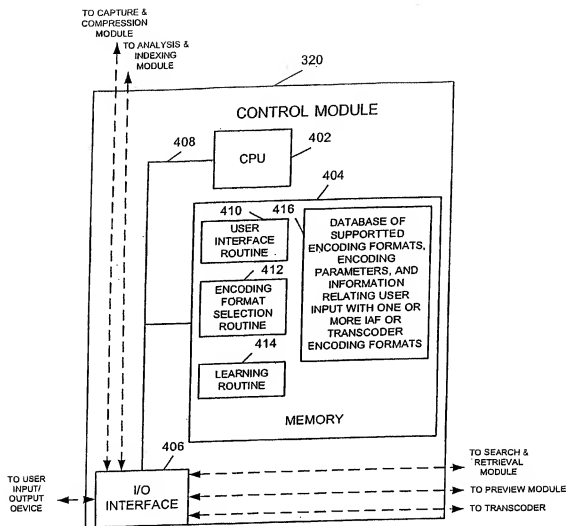 TO CAPTURE &
COMPRESSION
MODULE
TO ANALYSIS &
INDEXING
MODULE
320
CONTROL MODULE
408
CPU
402
404
410
USER
INTERFACE
ROUTINE
416
DATABASE OF
SUPPORTTED
ENCODING FORMATS,
ENCODING
PARAMETERS, AND
INFORMATION
RELATING USER
INPUT WITH ONE OR
MORE IAF OR
TRANSCODER
ENCODING FORMATS
412
ENCODING
FORMAT
SELECTION
ROUTINE
414
LEARNING
ROUTINE
MEMORY
406
I/O
INTERFACE
TO USER
INPUT/
OUTPUT
DEVICE
TO SEARCH &
RETRIEVAL
MODULE
TO PREVIEW MODULE
TO TRANSCODER